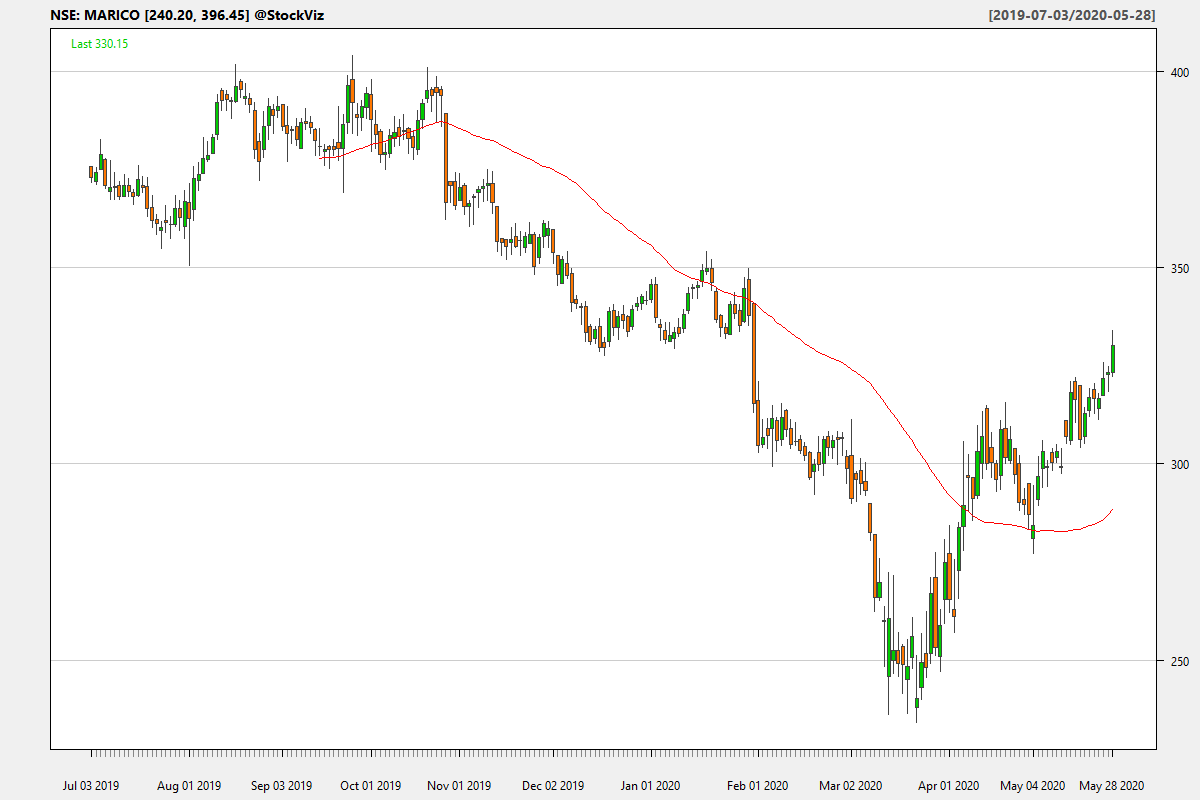 NSE: MARICO [240.20, 396.45] @StockViz [2019-07-03/2020-05-28]
Last 330.15
400
350
300
250
Jul 03 2019 Aug 01 2019 Sep 03 2019 Oct 01 2019 Nov 01 2019 Dec 02 2019 Jan 01 2020 Feb 01 2020 Mar 02 2020 Apr 01 2020 May 04 2020 May 28 2020